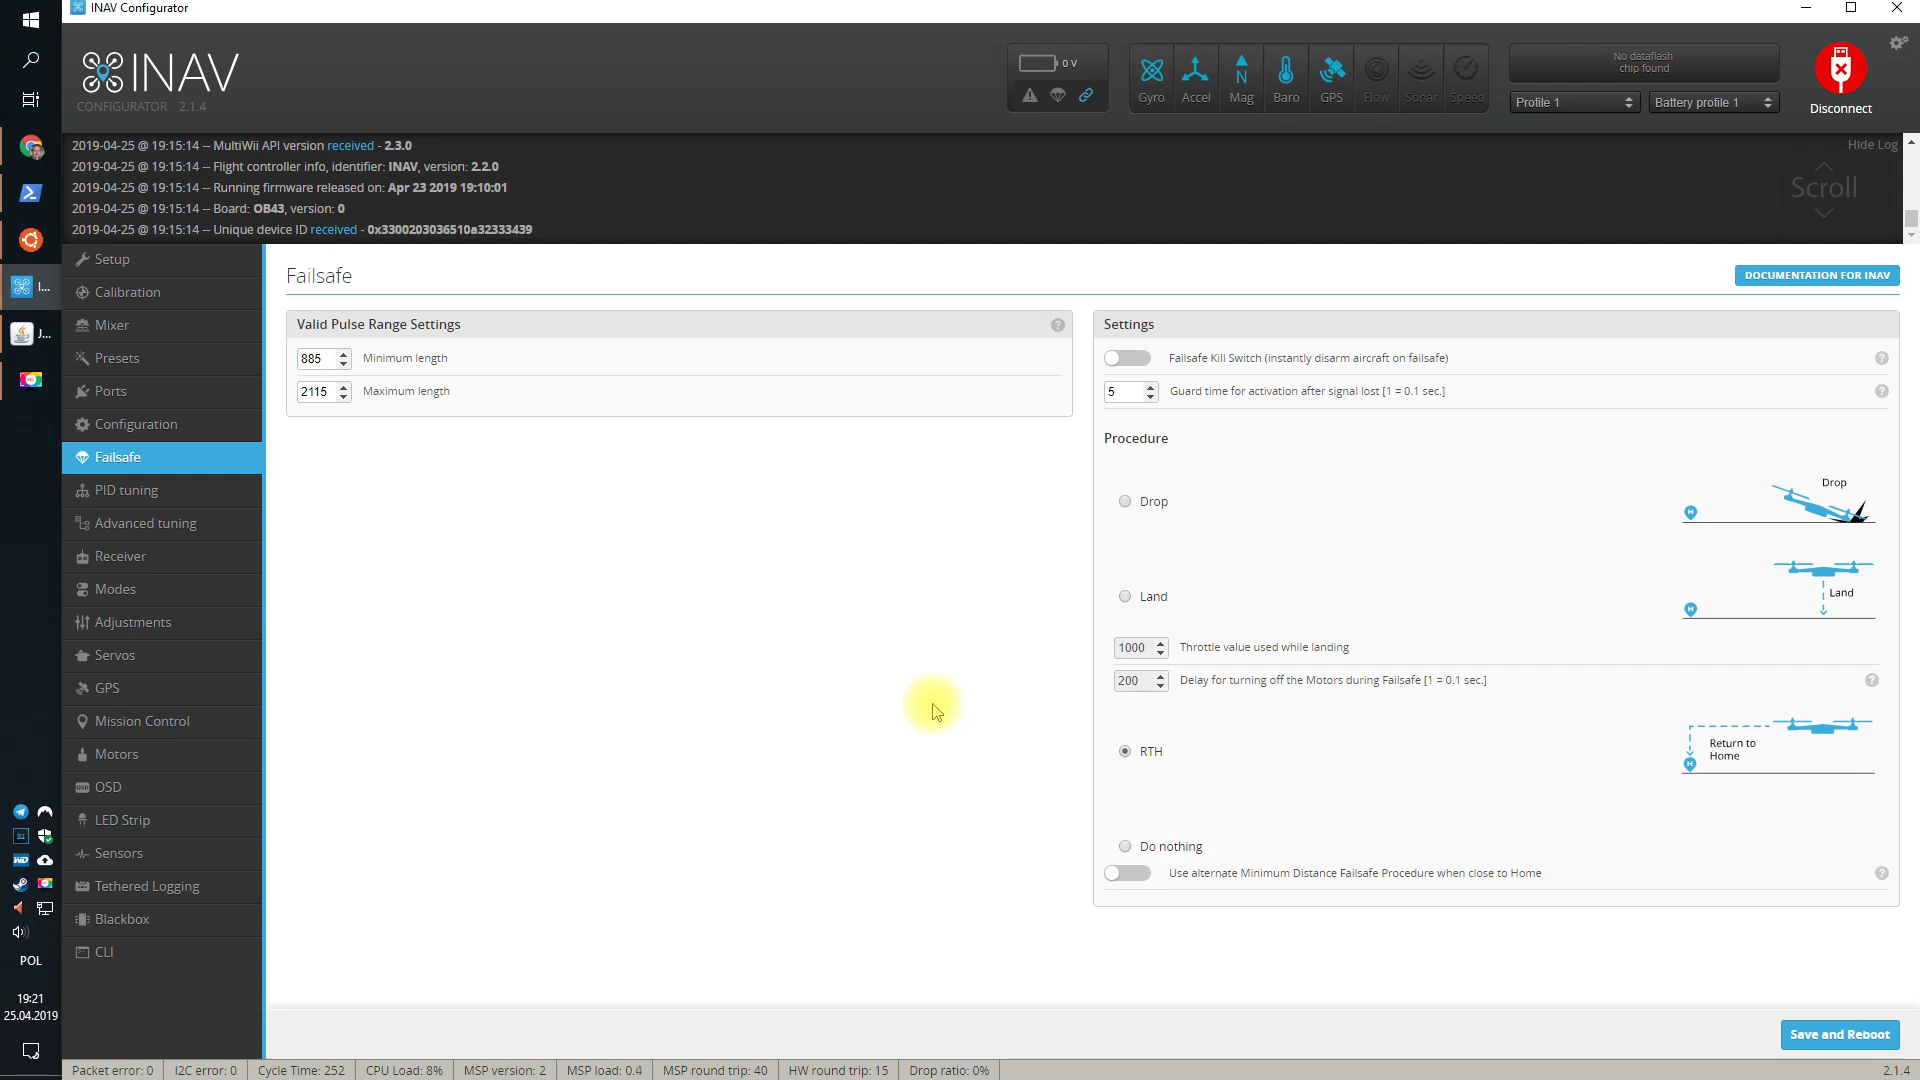 INAV Configurator
INAV
CONFIGURATOR 2.1.4
0 V
Gyro
Accel
Mag
Baro
GPS
Flow
Sonar
Speed
No dataflash
chip found
Profile 1
Battery profile 1
Disconnect
2019-04-25 @ 19:15:14 -- MultiWii API version received - 2.3.0
2019-04-25 @ 19:15:14 -- Flight controller info, identifier: INAV, version: 2.2.0
2019-04-25 @ 19:15:14 -- Running firmware released on: Apr 23 2019 19:10:01
2019-04-25 @ 19:15:14 -- Board: OB43, version: 0
2019-04-25 @ 19:15:14 -- Unique device ID received - 0x3300203036510a32333439
Hide Log
Scroll
I...
J...
Setup
Calibration
Mixer
Presets
Ports
Configuration
Failsafe
PID tuning
Advanced tuning
Receiver
Modes
Adjustments
Servos
GPS
Mission Control
Motors
OSD
LED Strip
Sensors
Tethered Logging
Blackbox
CLI
Failsafe
DOCUMENTATION FOR INAV
Valid Pulse Range Settings
885 Minimum length
2115 Maximum length
Settings
Failsafe Kill Switch (instantly disarm aircraft on failsafe)
5 Guard time for activation after signal lost [1 = 0.1 sec.]
Procedure
Drop
Drop
Land
Land
1000 Throttle value used while landing
200 Delay for turning off the Motors during Failsafe [1 = 0.1 sec.]
RTH
Return to
Home
Do nothing
Use alternate Minimum Distance Failsafe Procedure when close to Home
Save and Reboot
POL
19:21
25.04.2019
Packet error: 0
I2C error: 0
Cycle Time: 252
CPU Load: 8%
MSP version: 2
MSP load: 0.4
MSP round trip: 40
HW round trip: 15
Drop ratio: 0%
2.1.4